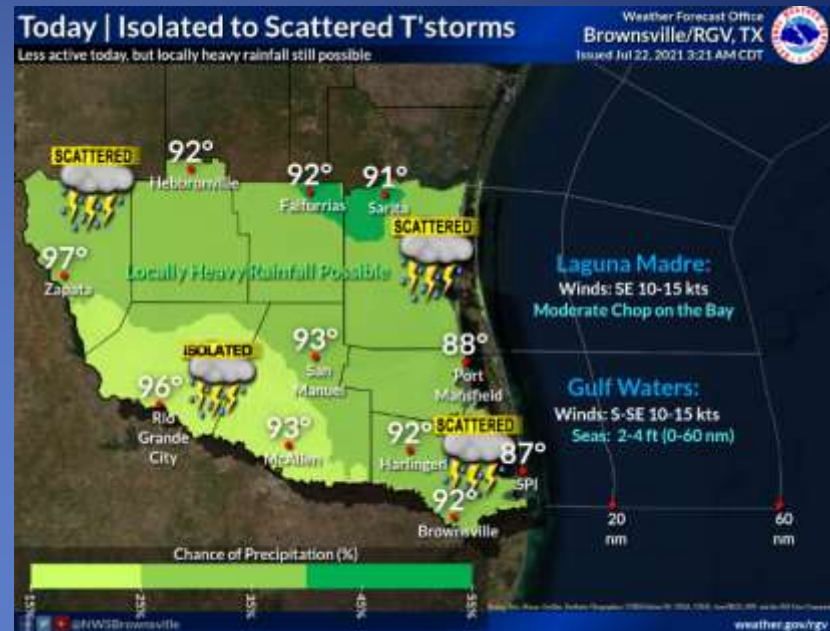 Today | Isolated to Scattered T'storms
Less active today, but locally heavy rainfall still possible
Weather Forecast Office
Brownsville/RGV, TX
Issued Jul 22, 2021 3:21 AM CDT
SCATTERED
92°
Hebbronville
92°
Falfurrias
91°
Sarita
SCATTERED
97°
Zapata
Locally Heavy Rainfall Possible
Laguna Madre:
Winds: SE 10-15 kts
Moderate Chop on the Bay
ISOLATED
93°
San
Manuel
88°
Port
Mansfield
96°
Rio
Grande
City
93°
McAllen
92°
Harlingen
SCATTERED
87°
SPI
92°
Brownsville
Gulf Waters:
Winds: S-SE 10-15 kts
Seas: 2-4 ft (0-60 nm)
20
nm
60
nm
Chance of Precipitation (%)
15%
25%
35%
45%
55%
@NWSBrownsville
weather.gov/rgv